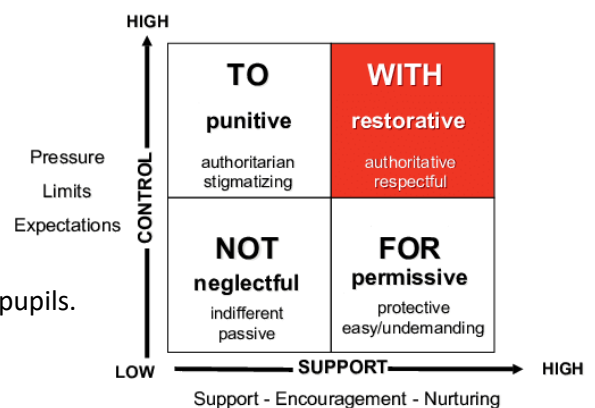 HIGH
TO
punitive
authoritarian
stigmatizing
WITH
restorative
authoritative
respectful
Pressure
Limits
Expectations
CONTROL
NOT
neglectful
indifferent
passive
FOR
permissive
protective
easy/undemanding
pupils.
LOW
SUPPORT
HIGH
Support - Encouragement - Nurturing